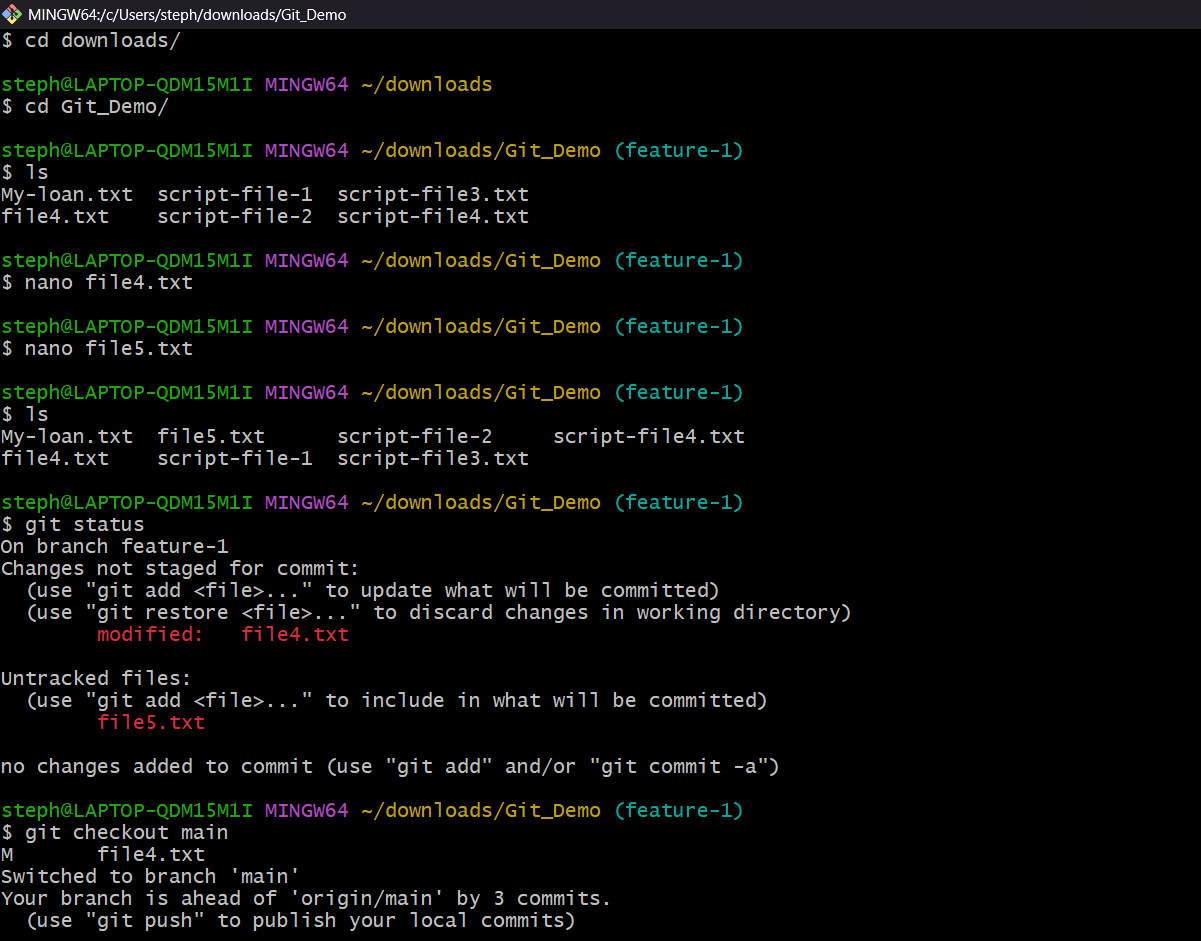 MINGW64:/c/Users/steph/downloads/Git_Demo
$ cd downloads/
steph@LAPTOP-QDM15M1I MINGW64 ~/downloads
$ cd Git_Demo/
steph@LAPTOP-QDM15M1I MINGW64 ~/downloads/Git_Demo (feature-1)
$ ls
My-loan.txt  script-file-1  script-file3.txt
file4.txt    script-file-2  script-file4.txt
steph@LAPTOP-QDM15M1I MINGW64 ~/downloads/Git_Demo (feature-1)
$ nano file4.txt
steph@LAPTOP-QDM15M1I MINGW64 ~/downloads/Git_Demo (feature-1)
$ nano file5.txt
steph@LAPTOP-QDM15M1I MINGW64 ~/downloads/Git_Demo (feature-1)
$ ls
My-loan.txt  file5.txt      script-file-2     script-file4.txt
file4.txt    script-file-1  script-file3.txt
steph@LAPTOP-QDM15M1I MINGW64 ~/downloads/Git_Demo (feature-1)
$ git status
On branch feature-1
Changes not staged for commit:
  (use "git add <file>..." to update what will be committed)
  (use "git restore <file>..." to discard changes in working directory)
        modified:   file4.txt
Untracked files:
  (use "git add <file>..." to include in what will be committed)
        file5.txt
no changes added to commit (use "git add" and/or "git commit -a")
steph@LAPTOP-QDM15M1I MINGW64 ~/downloads/Git_Demo (feature-1)
$ git checkout main
M       file4.txt
Switched to branch 'main'
Your branch is ahead of 'origin/main' by 3 commits.
  (use "git push" to publish your local commits)